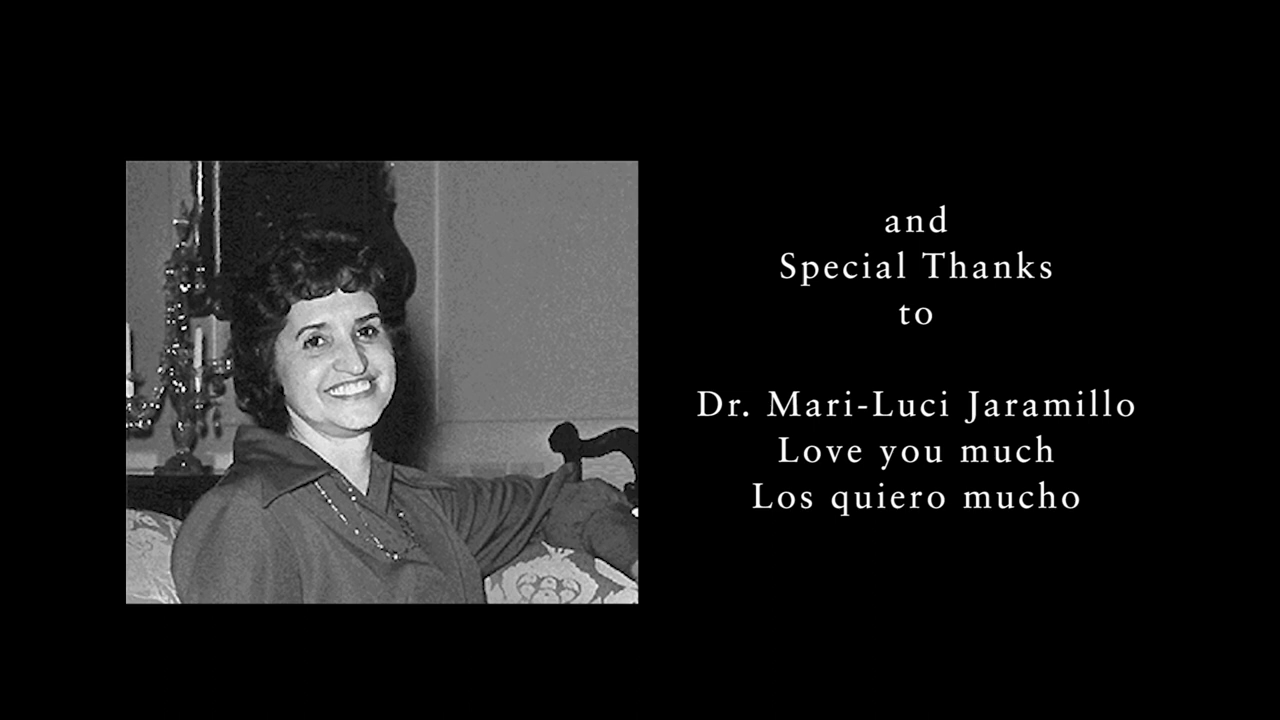 and
Special Thanks
to
Dr. Mari-Luci Jaramillo
Love you much
Los quiero mucho